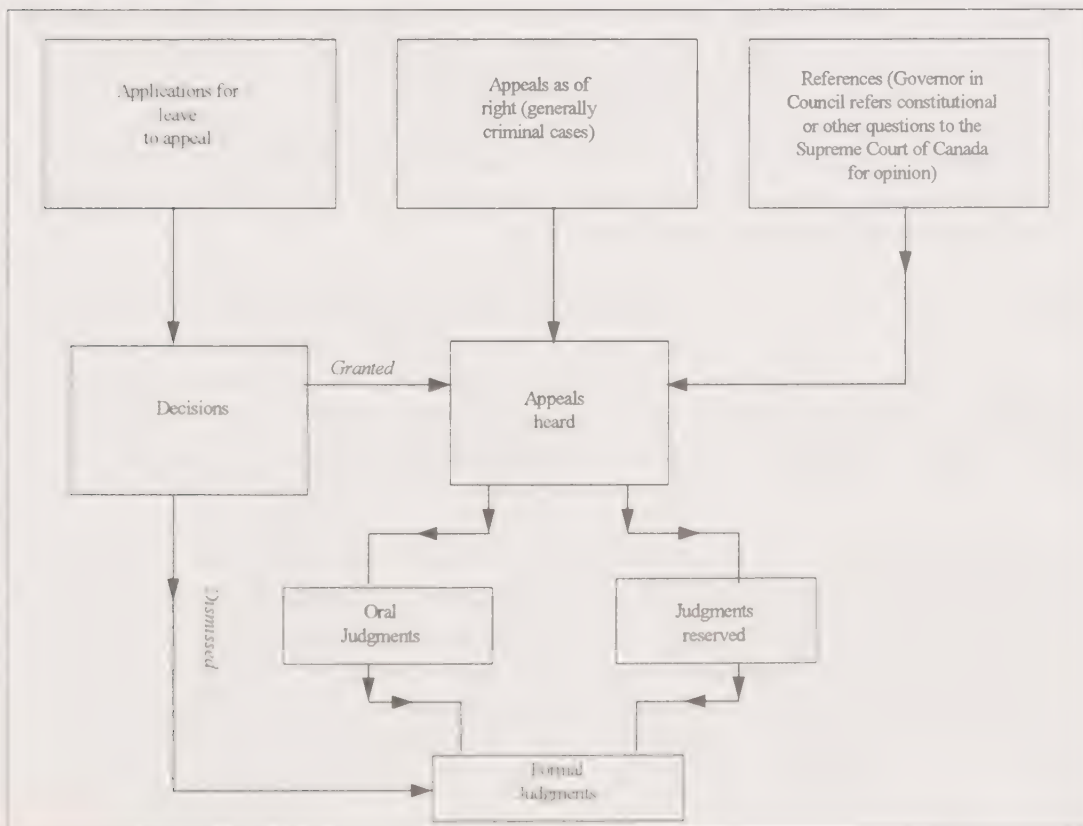 Applications for
leave
to appeal
Appeals as of
right (generally
criminal cases)
References (Governor in
Council refers constitutional
or other questions to the
Supreme Court of Canada
for opinion)
Decisions
Granted
Appeals
heard
Dismissed
Oral
Judgments
Judgments
reserved
Formal
Judgments